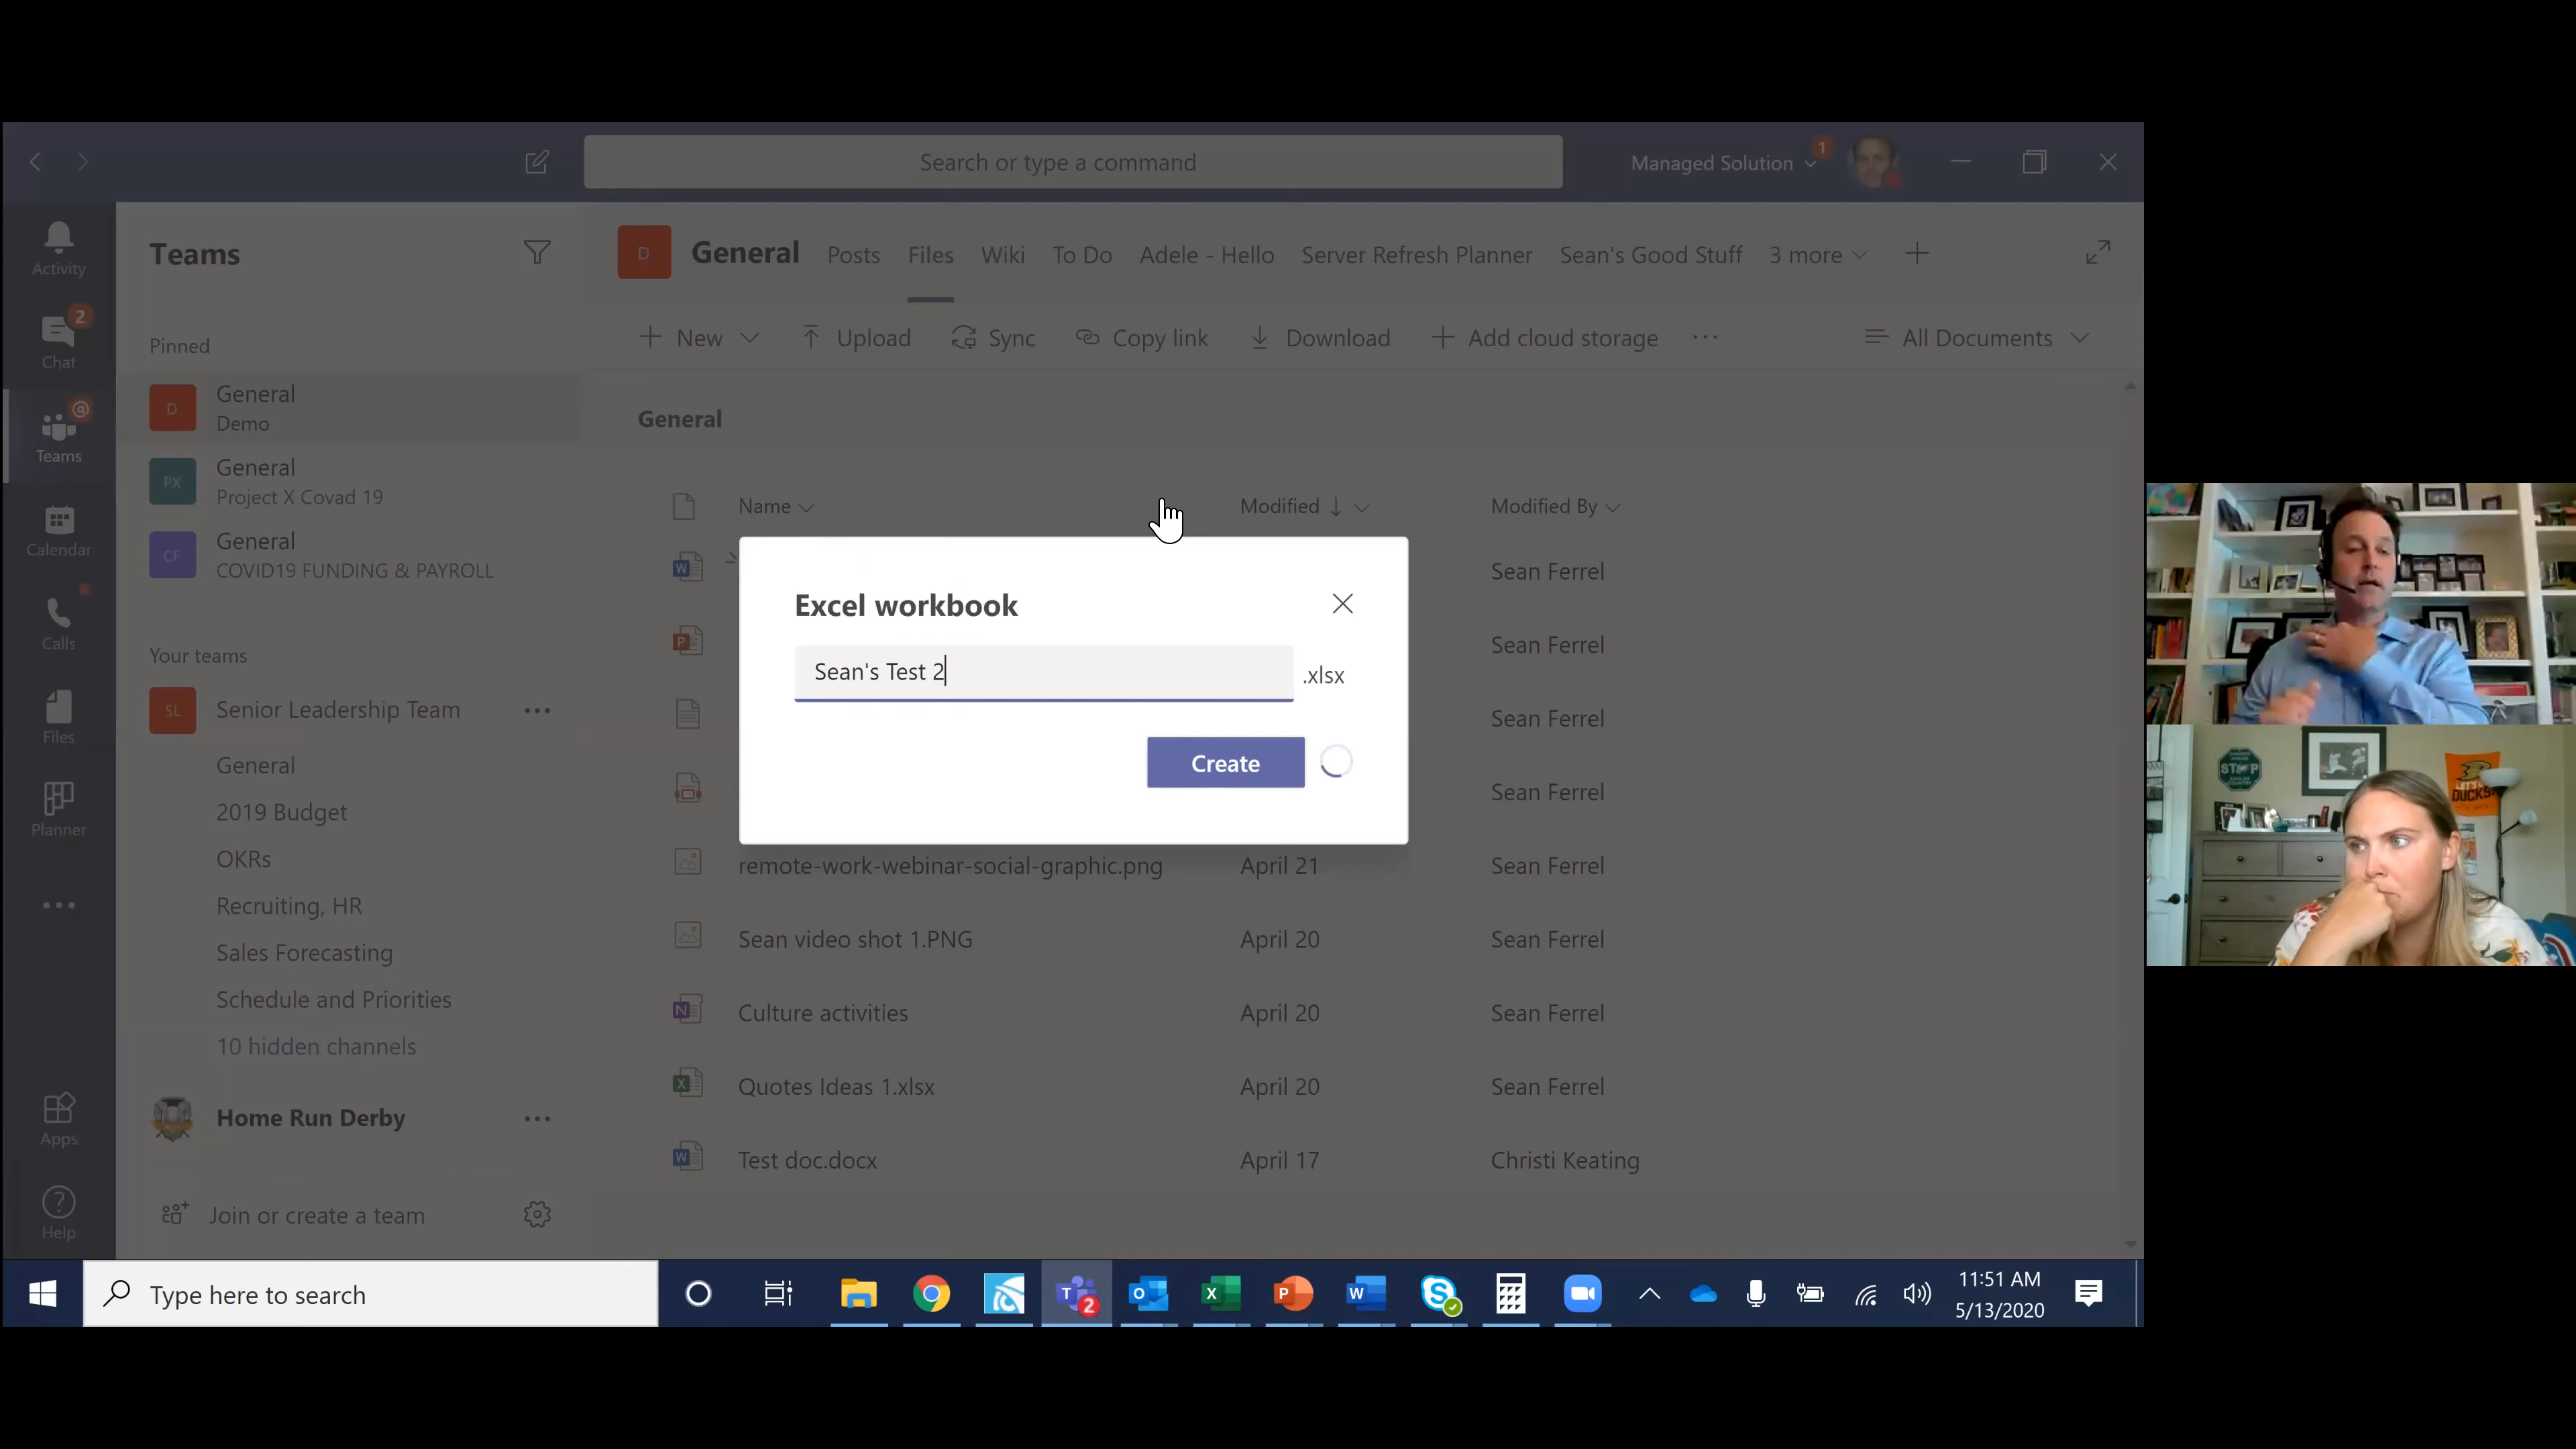 Search or type a command
Managed Solution
1
Activity
2
Chat
@
Teams
Calendar
Calls
Files
Planner
Apps
Help
Teams
Pinned
D
General
Demo
PX
General
Project X Covad 19
CF
General
COVID19 FUNDING & PAYROLL
Your teams
SL
Senior Leadership Team
General
2019 Budget
OKRs
Recruiting, HR
Sales Forecasting
Schedule and Priorities
10 hidden channels
Home Run Derby
Join or create a team
D
General Posts Files Wiki To Do Adele - Hello Server Refresh Planner Sean's Good Stuff 3 more
New Upload Sync Copy link Download Add cloud storage All Documents
General
Name Modified Modified By
Sean Ferrel
Sean Ferrel
Sean Ferrel
Sean Ferrel
Excel workbook
Sean's Test 2 .xlsx
Create
remote-work-webinar-social-graphic.png April 21 Sean Ferrel
Sean video shot 1.PNG April 20 Sean Ferrel
Culture activities April 20 Sean Ferrel
Quotes Ideas 1.xlsx April 20 Sean Ferrel
Test doc.docx April 17 Christi Keating
STOP
LET'S
DUCKS
Type here to search
2
11:51 AM
5/13/2020